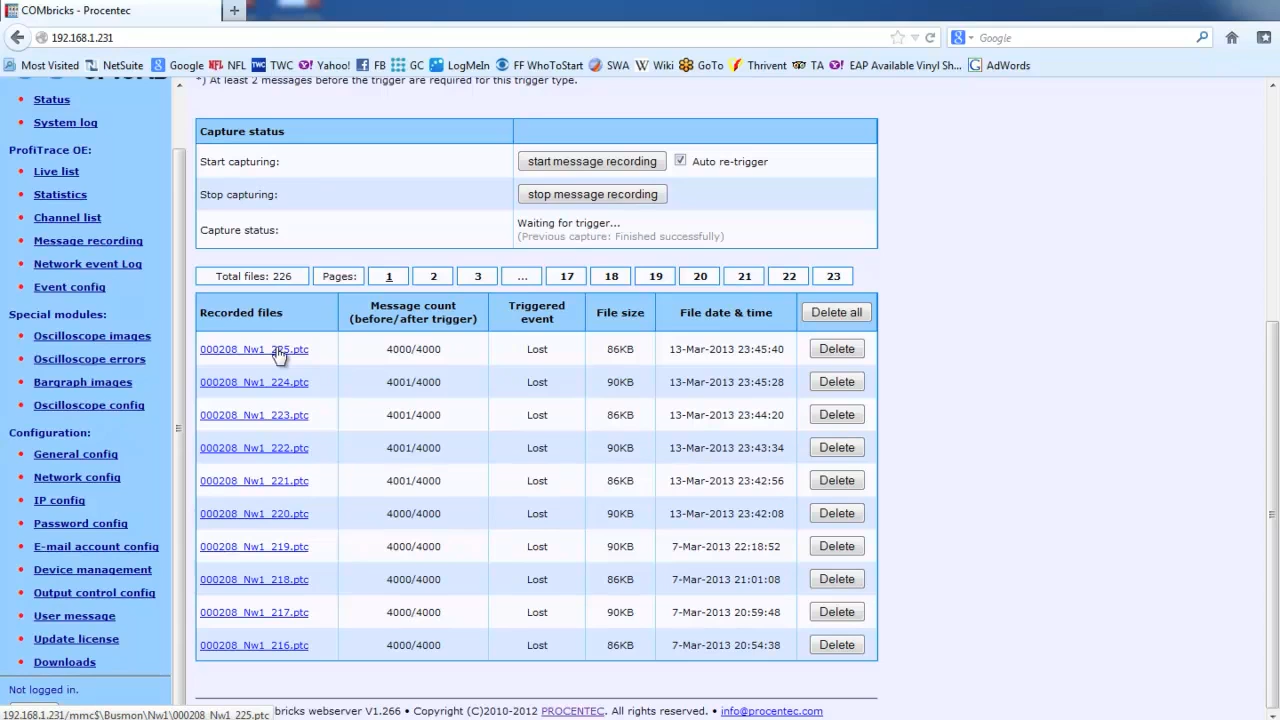 COMbricks - Procentec
192.168.1.231
Google
Most Visited NetSuite Google NFL TWC Yahoo! FB GC LogMeIn FF WhoToStart SWA Wiki GoTo Thrivent TA EAP Available Vinyl Sh... AdWords
*) At least 2 messages before the trigger are required for this trigger type.
Status
System log
ProfiTrace OE:
Live list
Statistics
Channel list
Message recording
Network event Log
Event config
Special modules:
Oscilloscope images
Oscilloscope errors
Bargraph images
Oscilloscope config
Configuration:
General config
Network config
IP config
Password config
E-mail account config
Device management
Output control config
User message
Update license
Downloads
Not logged in.
Capture status
Start capturing: start message recording Auto re-trigger
Stop capturing: stop message recording
Capture status: Waiting for trigger...
(Previous capture: Finished successfully)
Total files: 226 Pages: 1 2 3 ... 17 18 19 20 21 22 23
Recorded files Message count (before/after trigger) Triggered event File size File date & time Delete all
000208_Nw1_225.ptc 4000/4000 Lost 86KB 13-Mar-2013 23:45:40 Delete
000208_Nw1_224.ptc 4001/4000 Lost 90KB 13-Mar-2013 23:45:28 Delete
000208_Nw1_223.ptc 4001/4000 Lost 86KB 13-Mar-2013 23:44:20 Delete
000208_Nw1_222.ptc 4001/4000 Lost 90KB 13-Mar-2013 23:43:34 Delete
000208_Nw1_221.ptc 4001/4000 Lost 86KB 13-Mar-2013 23:42:56 Delete
000208_Nw1_220.ptc 4001/4000 Lost 90KB 13-Mar-2013 23:42:08 Delete
000208_Nw1_219.ptc 4000/4000 Lost 90KB 7-Mar-2013 22:18:52 Delete
000208_Nw1_218.ptc 4000/4000 Lost 86KB 7-Mar-2013 21:01:08 Delete
000208_Nw1_217.ptc 4000/4000 Lost 90KB 7-Mar-2013 20:59:48 Delete
000208_Nw1_216.ptc 4000/4000 Lost 86KB 7-Mar-2013 20:54:38 Delete
192.168.1.231/mmc$\Busmon\Nw1\000208_Nw1_225.ptc bricks webserver V1.266 • Copyright (C)2010-2012 PROCENTEC. All rights reserved. • info@procentec.com